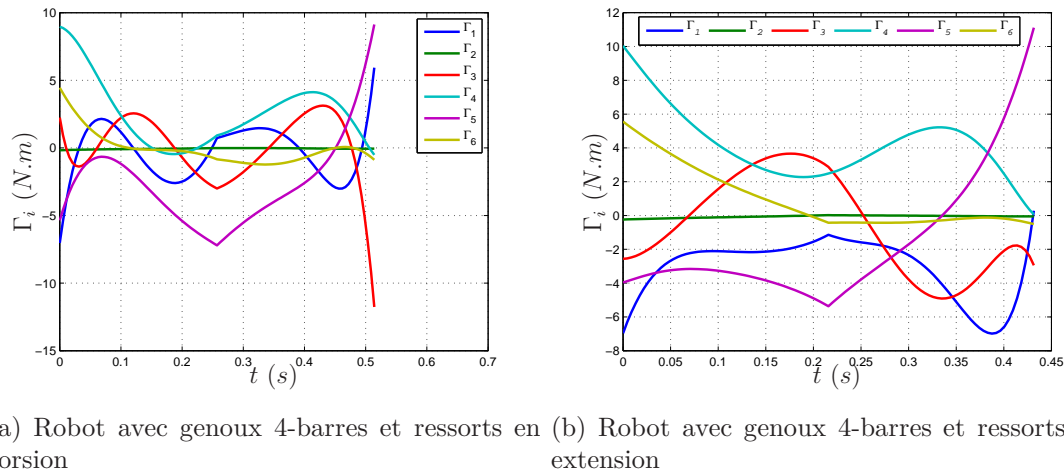 10
5
0
−5
−10
−15
Γi (N.m)
0 0.1 0.2 0.3 0.4 0.5 0.6 0.7
t (s)
Γ1
Γ2
Γ3
Γ4
Γ5
Γ6
12
10
8
6
4
2
0
−2
−4
−6
−8
Γi (N.m)
0 0.05 0.1 0.15 0.2 0.25 0.3 0.35 0.4 0.45
t (s)
Γ1 Γ2 Γ3 Γ4 Γ5 Γ6
a) Robot avec genoux 4-barres et ressorts en
orsion
(b) Robot avec genoux 4-barres et ressorts
extension